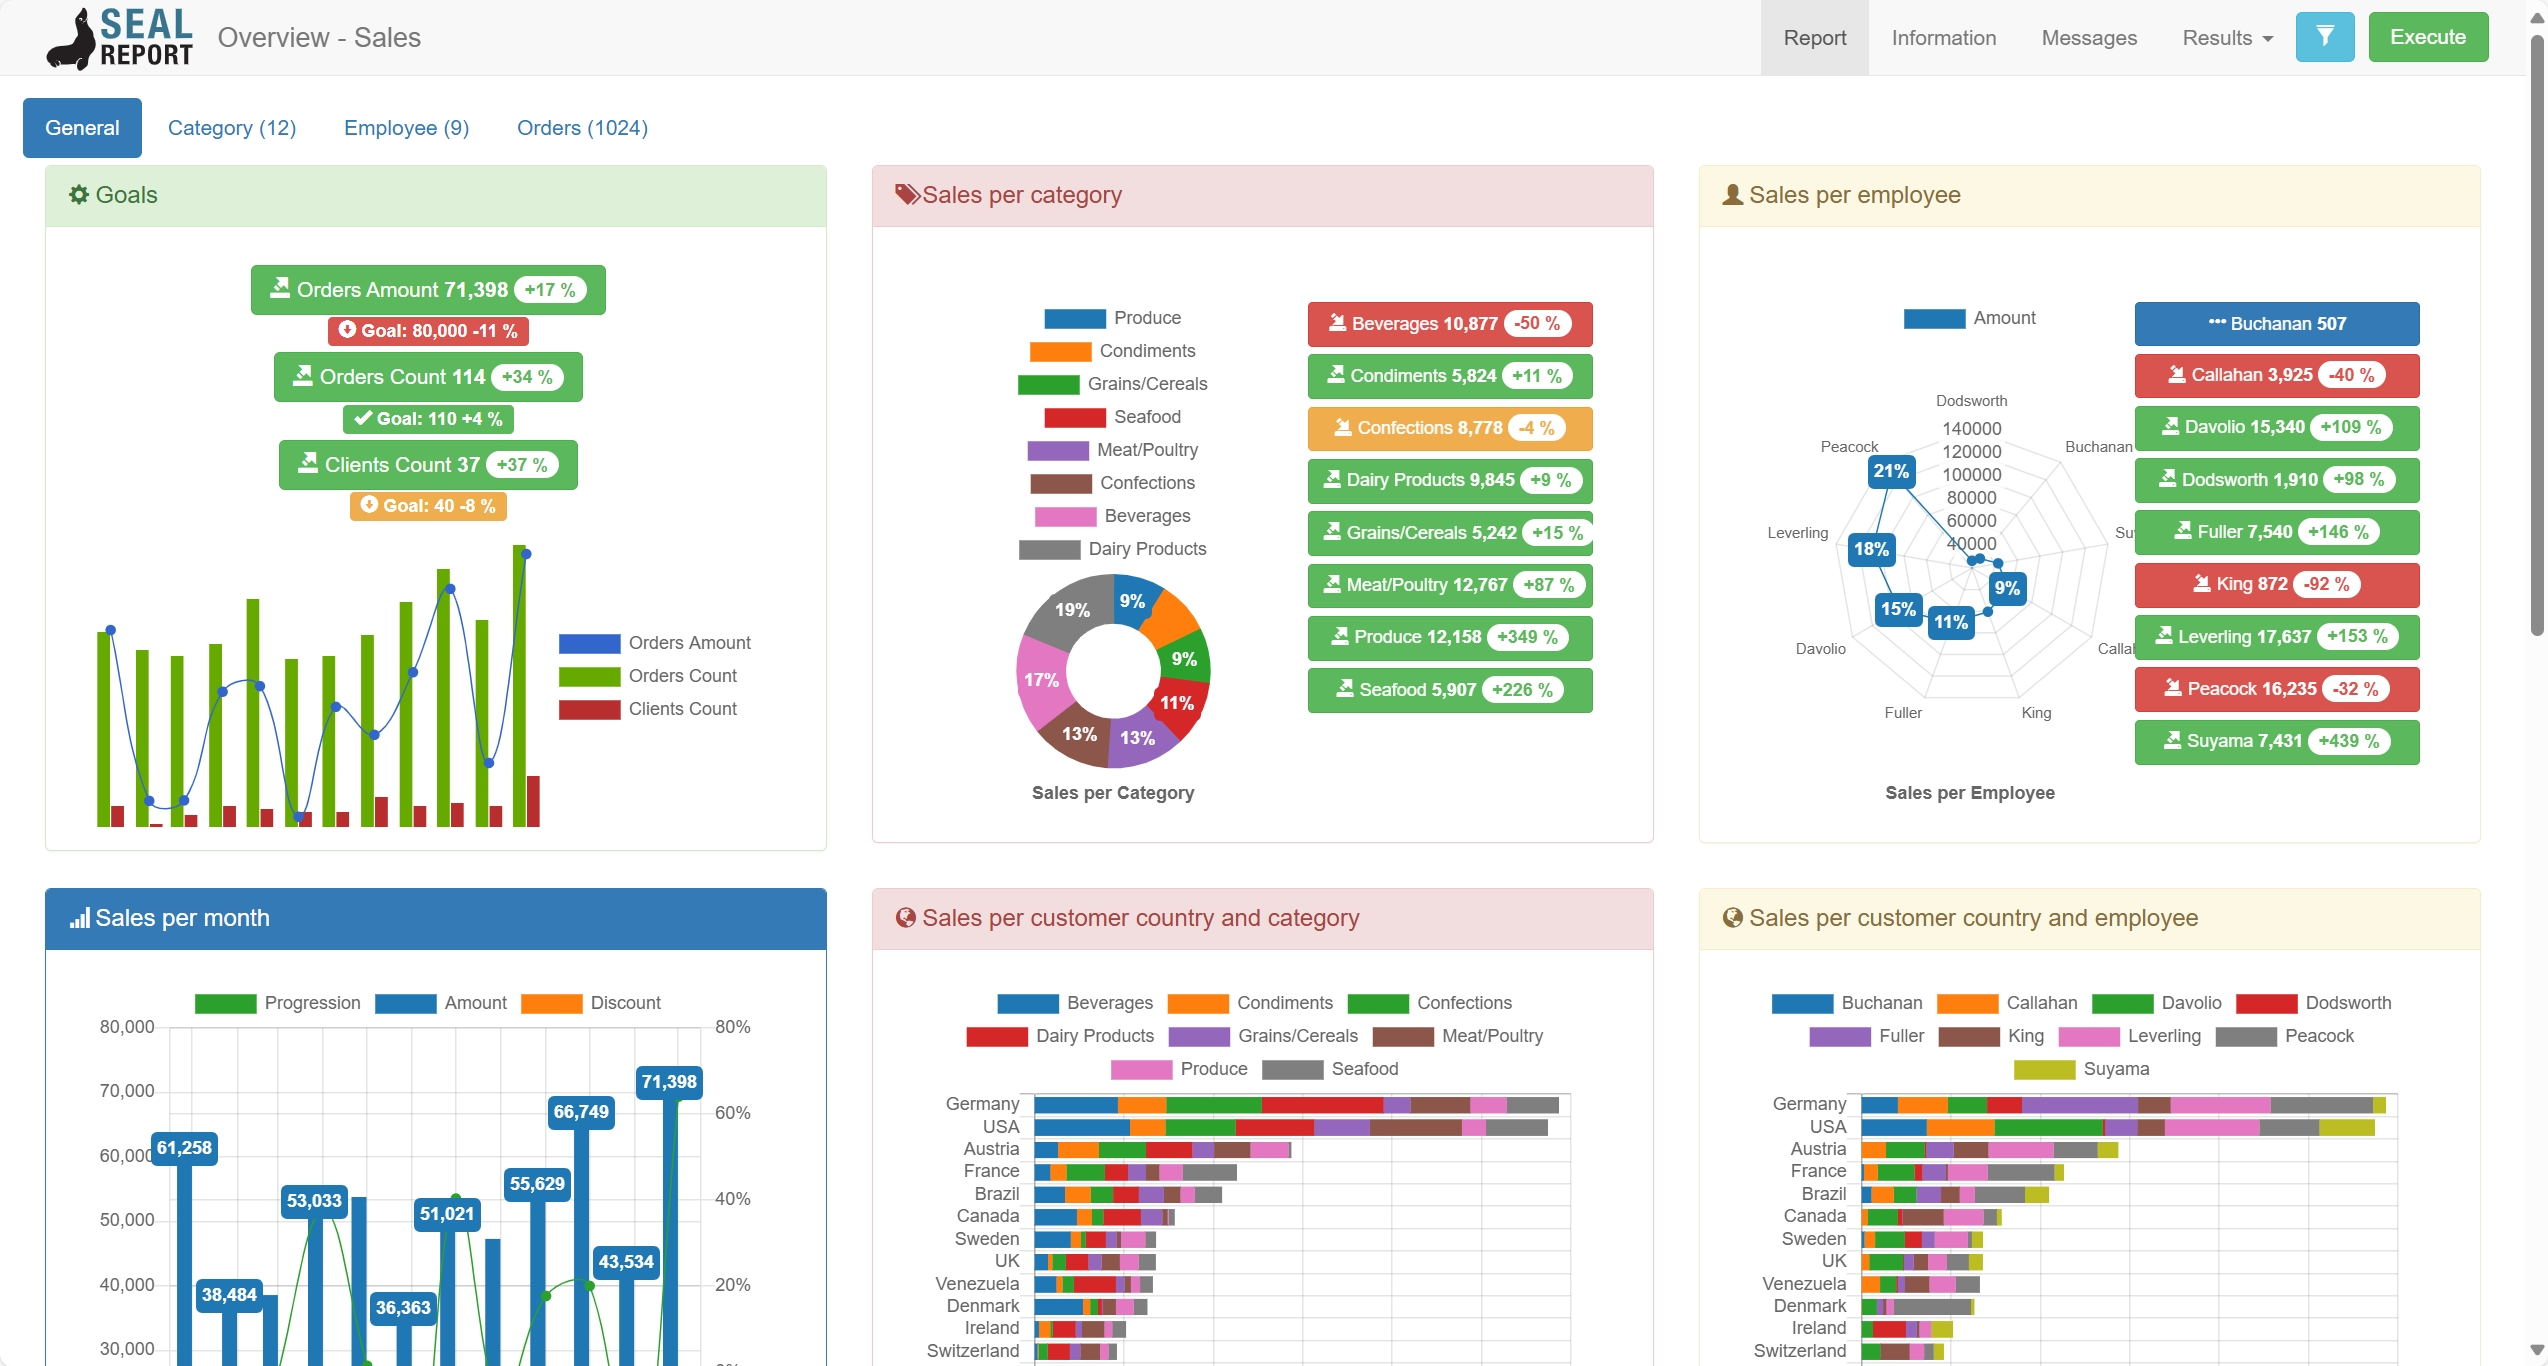 SEAL
REPORT
Overview - Sales
Report
Information
Messages
Results
Execute
General
Category (12)
Employee (9)
Orders (1024)
Goals
Orders Amount 71,398 +17 %
Goal: 80,000 -11 %
Orders Count 114 +34 %
Goal: 110 +4 %
Clients Count 37 +37 %
Goal: 40 -8 %
Orders Amount
Orders Count
Clients Count
Sales per category
Produce
Condiments
Grains/Cereals
Seafood
Meat/Poultry
Confections
Beverages
Dairy Products
19%
9%
9%
17%
11%
13%
13%
Sales per Category
Beverages 10,877 -50 %
Condiments 5,824 +11 %
Confections 8,778 -4 %
Dairy Products 9,845 +9 %
Grains/Cereals 5,242 +15 %
Meat/Poultry 12,767 +87 %
Produce 12,158 +349 %
Seafood 5,907 +226 %
Sales per employee
Amount
Dodsworth
140000
Peacock
Buchanan
120000
21%
100000
80000
60000
Leverling
Su
40000
18%
9%
15%
11%
Davolio
Callal
Fuller
King
Sales per Employee
Buchanan 507
Callahan 3,925 -40 %
Davolio 15,340 +109 %
Dodsworth 1,910 +98 %
Fuller 7,540 +146 %
King 872 -92 %
Leverling 17,637 +153 %
Peacock 16,235 -32 %
Suyama 7,431 +439 %
Sales per month
Progression
Amount
Discount
80,000
80%
71,398
70,000
66,749
60%
61,258
60,000
55,629
53,033
51,021
40%
50,000
43,534
38,484
40,000
20%
36,363
30,000
Sales per customer country and category
Beverages
Condiments
Confections
Dairy Products
Grains/Cereals
Meat/Poultry
Produce
Seafood
Germany
USA
Austria
France
Brazil
Canada
Sweden
UK
Venezuela
Denmark
Ireland
Switzerland
Sales per customer country and employee
Buchanan
Callahan
Davolio
Dodsworth
Fuller
King
Leverling
Peacock
Suyama
Germany
USA
Austria
France
Brazil
Canada
Sweden
UK
Venezuela
Denmark
Ireland
Switzerland